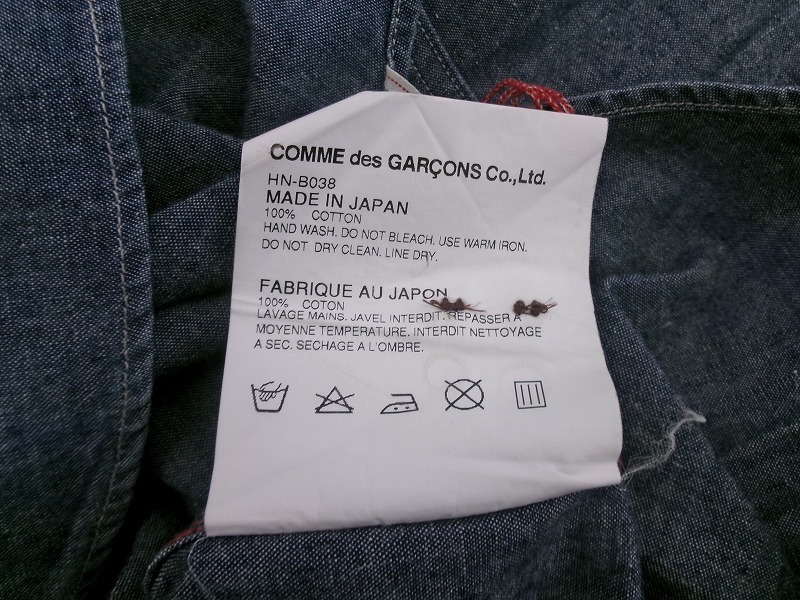 COMME des GARÇONS Co.,Ltd.
HN-B038
MADE IN JAPAN
100% COTTON
HAND WASH. DO NOT BLEACH. USE WARM IRON.
DO NOT DRY CLEAN. LINE DRY.
FABRIQUE AU JAPON
100% COTON
LAVAGE MAINS. JAVEL INTERDIT. REPASSER A
MOYENNE TEMPERATURE. INTERDIT NETTOYAGE
A SEC. SECHAGE A L'OMBRE.